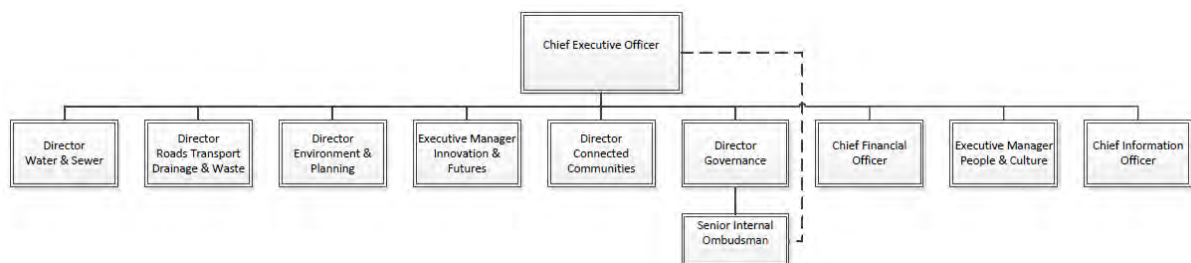 Chief Executive Officer
Director
Water & Sewer
Director
Roads Transport
Drainage & Waste
Director
Environment &
Planning
Executive Manager
Innovation &
Futures
Director
Connected
Communities
Director
Governance
Chief Financial
Officer
Executive Manager
People & Culture
Chief Information
Officer
Senior Internal
Ombudsman